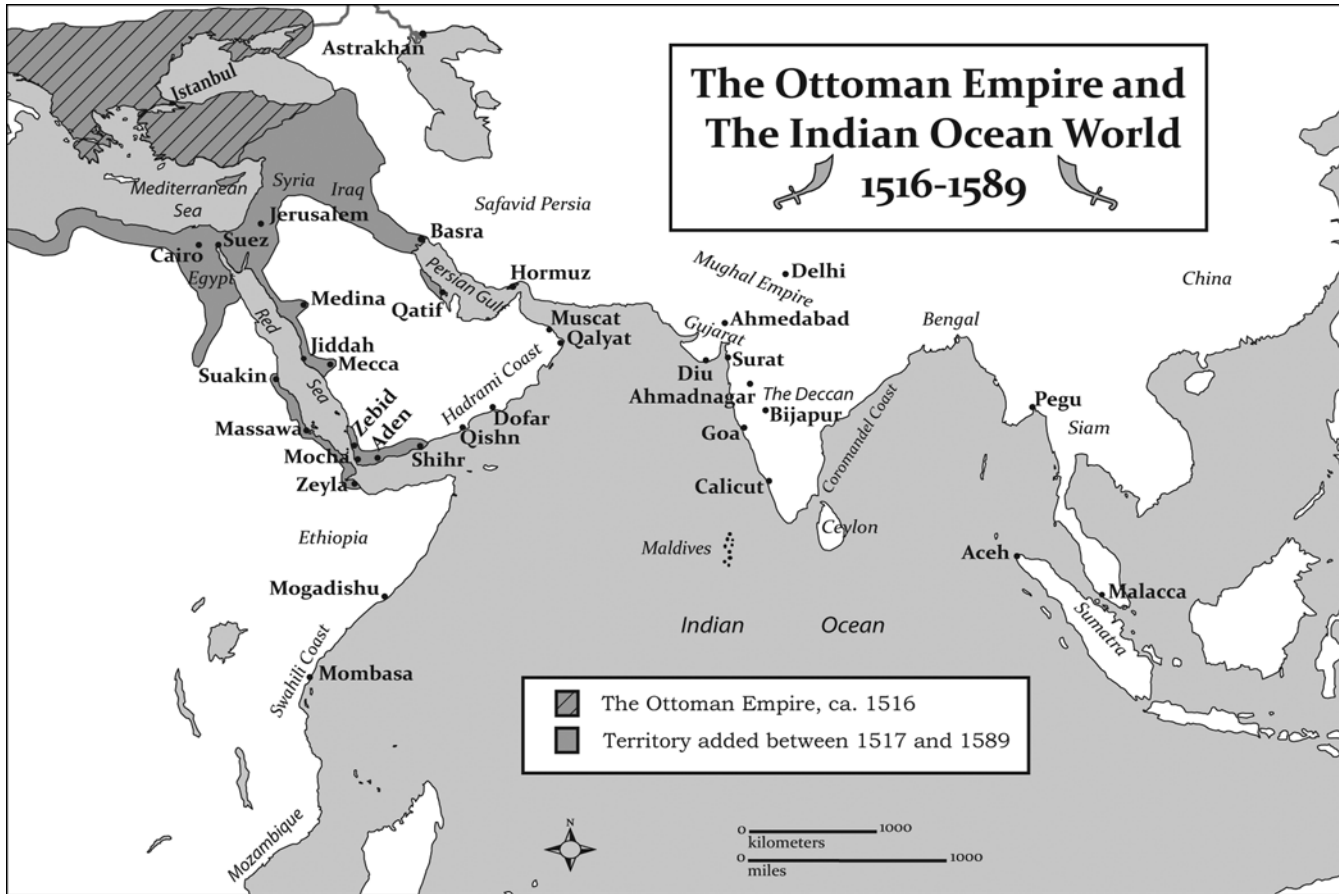 The Ottoman Empire and
The Indian Ocean World
1516-1589
Astrakhan
Istanbul
Mediterranean
Sea
Syria
Iraq
Safavid Persia
Jerusalem
Cairo
Suez
Basra
Egypt
Persian Gulf
Hormuz
Qatif
Medina
Red
Sea
Jiddah
Mecca
Suakin
Muscat
Qalyat
Hadrami Coast
Zebid
Aden
Dofar
Qishn
Massawa
Mocha
Shihr
Zeyla
Ethiopia
Mogadishu
Swahili Coast
Mombasa
Mozambique
Mughal Empire
Delhi
China
Gujarat
Ahmedabad
Bengal
Diu
Surat
Ahmadnagar
The Deccan
Bijapur
Goa
Coromandel Coast
Pegu
Siam
Calicut
Ceylon
Maldives
Aceh
Malacca
Sumatra
Indian Ocean
The Ottoman Empire, ca. 1516
Territory added between 1517 and 1589
N
0 1000
kilometers
0 1000
miles